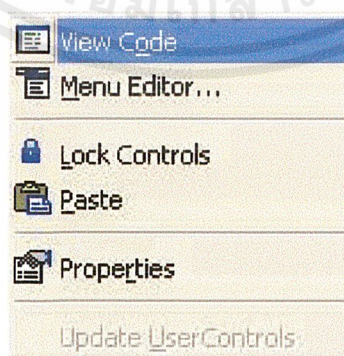 View Code
Menu Editor...
Lock Controls
Paste
Properties
Update UserControls